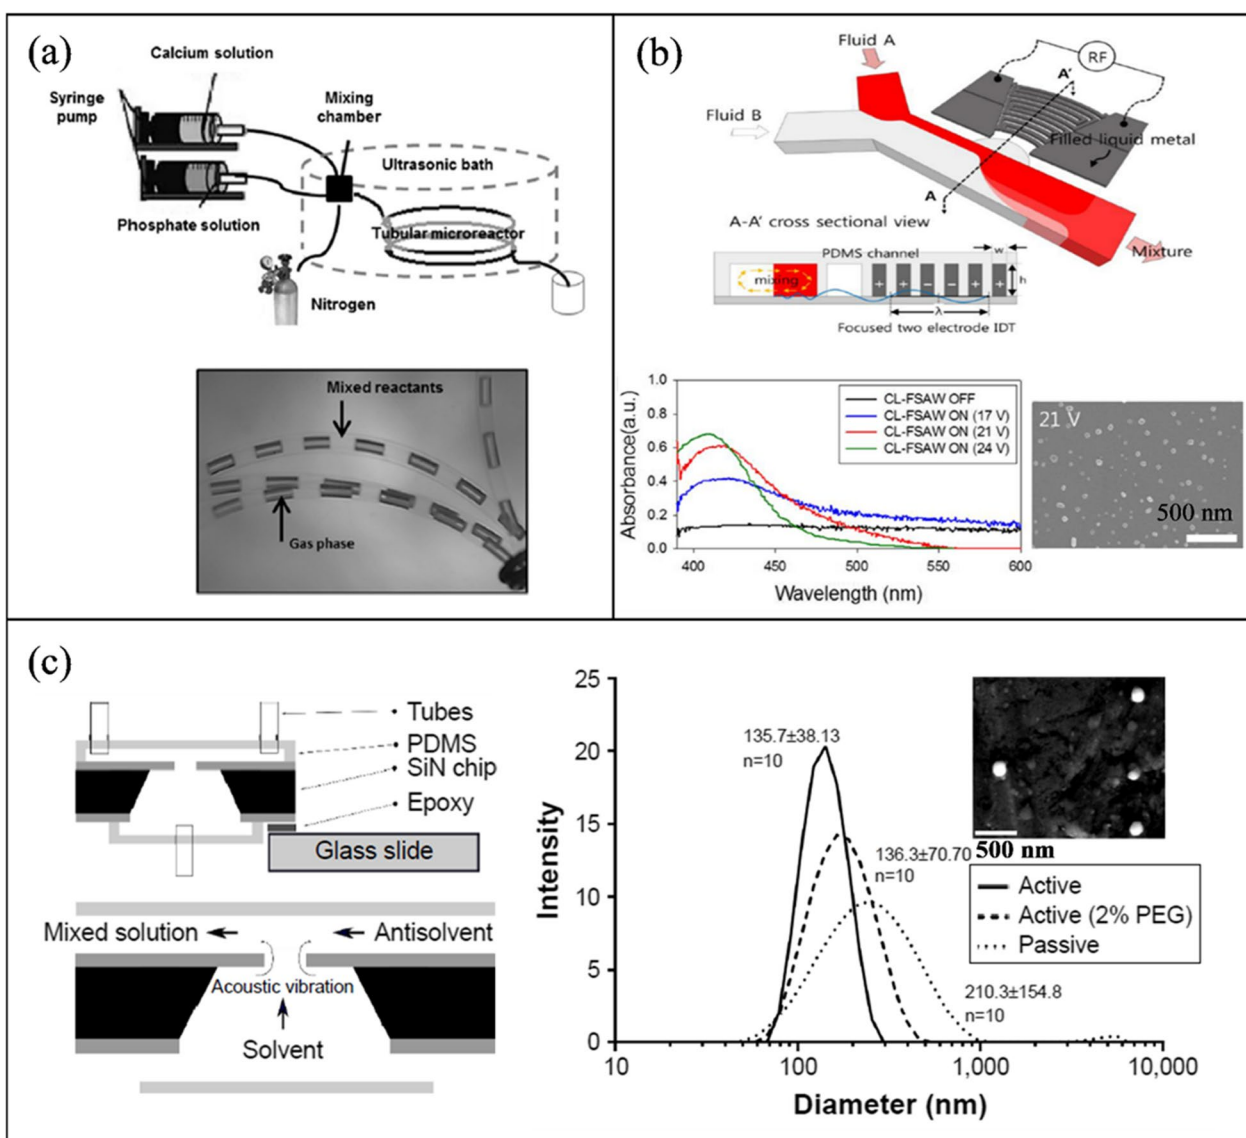 (a)
Calcium solution
Syringe
pump
Mixing
chamber
Ultrasonic bath
Phosphate solution
Tubular microreactor
Nitrogen
Mixed reactants
Gas phase
(b)
Fluid A
Fluid B
RF
A'
Filled liquid metal
A
A-A' cross sectional view
Mixture
PDMS channel
w
mixing
+ + − − + +
h
λ
Focused two electrode IDT
Absorbance(a.u.)
1.0
0.8
0.6
0.4
0.2
0.0
400 450 500 550 600
Wavelength (nm)
CL-FSAW OFF
CL-FSAW ON (17 V)
CL-FSAW ON (21 V)
CL-FSAW ON (24 V)
21 V
500 nm
(c)
Tubes
PDMS
SiN chip
Epoxy
Glass slide
Mixed solution
Antisolvent
Acoustic vibration
Solvent
Intensity
25
20
15
10
5
0
10 100 1,000 10,000
Diameter (nm)
135.7±38.13
n=10
136.3±70.70
n=10
210.3±154.8
n=10
500 nm
Active
Active (2% PEG)
Passive